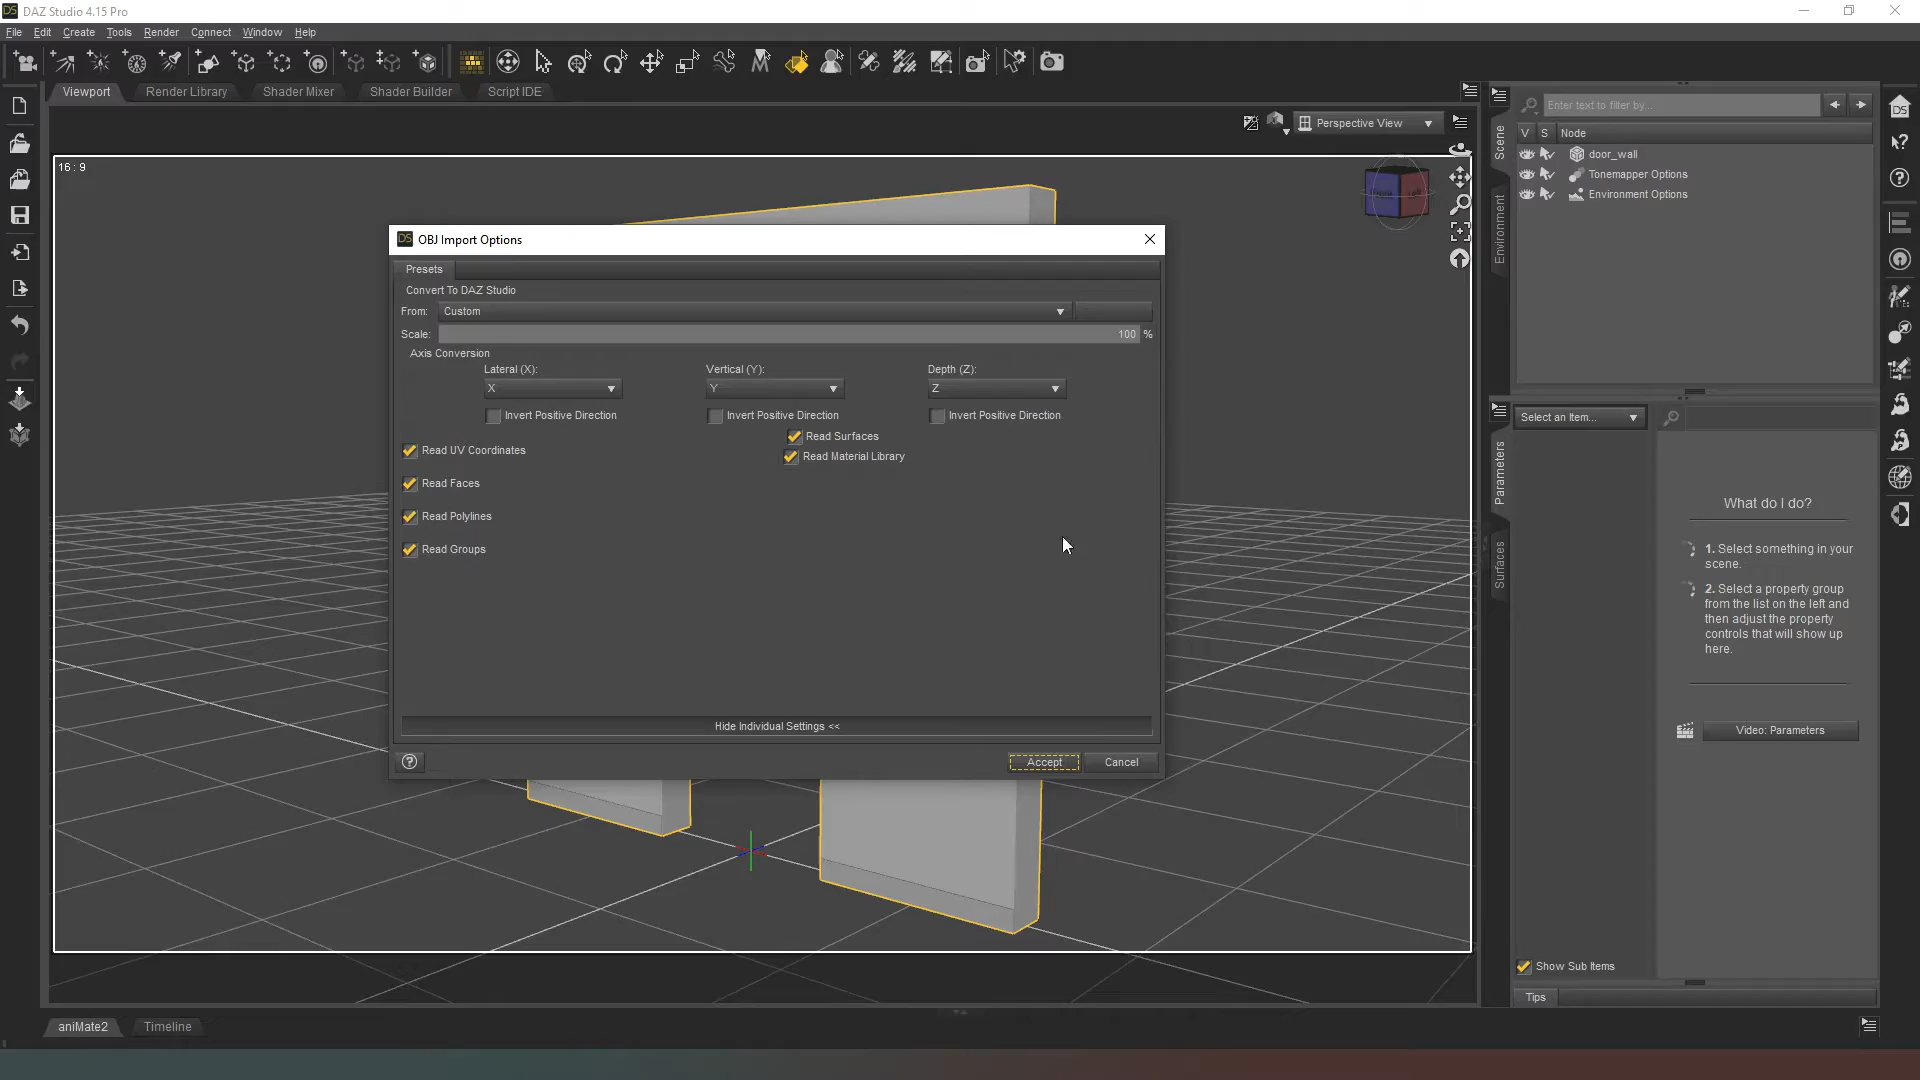 DAZ Studio 4.15 Pro
File Edit Create Tools Render Connect Window Help
Viewport Render Library Shader Mixer Shader Builder Script IDE
Perspective View
16 : 9
OBJ Import Options
Presets
Convert To DAZ Studio
From: Custom
Scale: 100 %
Axis Conversion
Lateral (X): Vertical (Y): Depth (Z):
X Y Z
Invert Positive Direction Invert Positive Direction Invert Positive Direction
Read Surfaces
Read UV Coordinates
Read Material Library
Read Faces
Read Polylines
Read Groups
Hide Individual Settings <<
Accept Cancel
Enter text to filter by...
V S Node
door_wall
Tonemapper Options
Environment Options
Scene
Environment
Select an Item...
Parameters
Surfaces
What do I do?
1. Select something in your
scene.
2. Select a property group
from the list on the left and
then adjust the property
controls that will show up
here.
Video: Parameters
Show Sub Items
Tips
aniMate2 Timeline